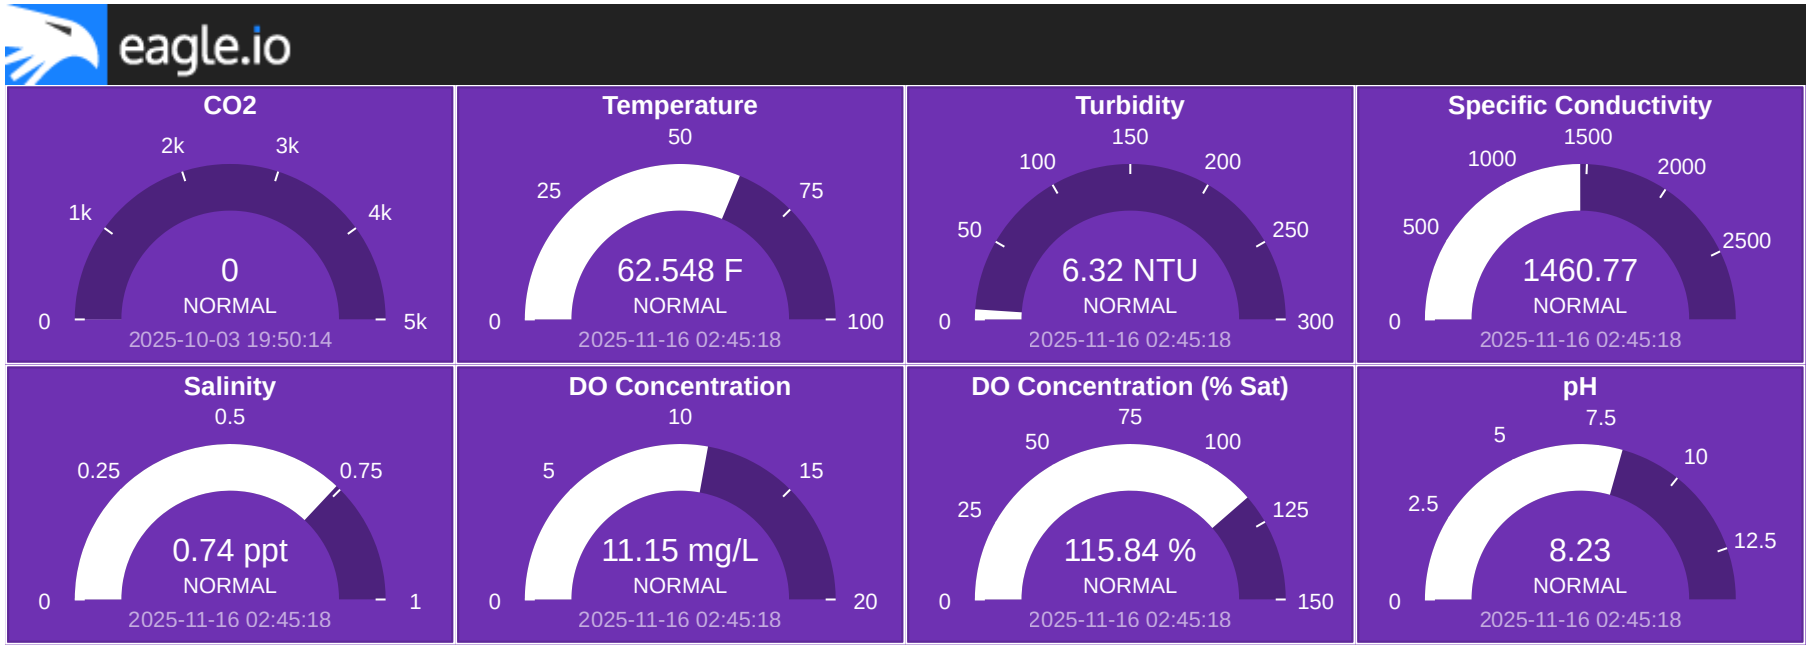 eagle.io
CO2
2k
3k
1k
4k
0
NORMAL
0
5k
2025-10-03 19:50:14
Temperature
50
25
75
62.548 F
NORMAL
0
100
2025-11-16 02:45:18
Turbidity
150
100
200
50
250
6.32 NTU
NORMAL
0
300
2025-11-16 02:45:18
Specific Conductivity
1500
1000
2000
500
2500
1460.77
NORMAL
0
2025-11-16 02:45:18
Salinity
0.5
0.25
0.75
0.74 ppt
NORMAL
0
1
2025-11-16 02:45:18
DO Concentration
10
5
15
11.15 mg/L
NORMAL
0
20
2025-11-16 02:45:18
DO Concentration (% Sat)
75
50
100
25
125
115.84 %
NORMAL
0
150
2025-11-16 02:45:18
pH
7.5
5
10
2.5
12.5
8.23
NORMAL
0
2025-11-16 02:45:18